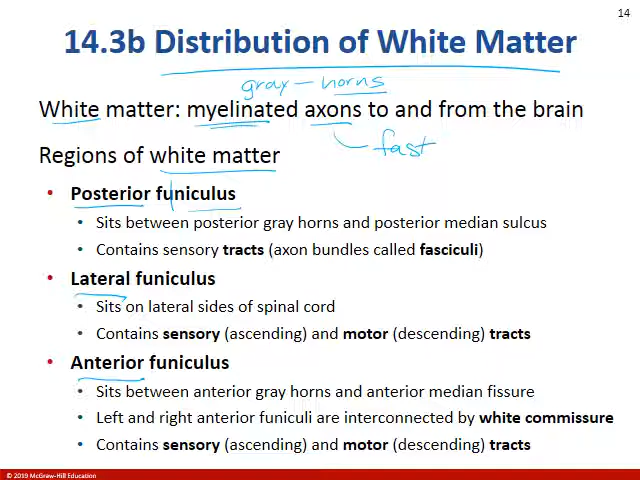 14
14.3b Distribution of White Matter
gray – horns
White matter: myelinated axons to and from the brain
fast
Regions of white matter
• Posterior funiculus
• Sits between posterior gray horns and posterior median sulcus
• Contains sensory tracts (axon bundles called fasciculi)
• Lateral funiculus
• Sits on lateral sides of spinal cord
• Contains sensory (ascending) and motor (descending) tracts
• Anterior funiculus
• Sits between anterior gray horns and anterior median fissure
• Left and right anterior funiculi are interconnected by white commissure
• Contains sensory (ascending) and motor (descending) tracts
© 2019 McGraw-Hill Education